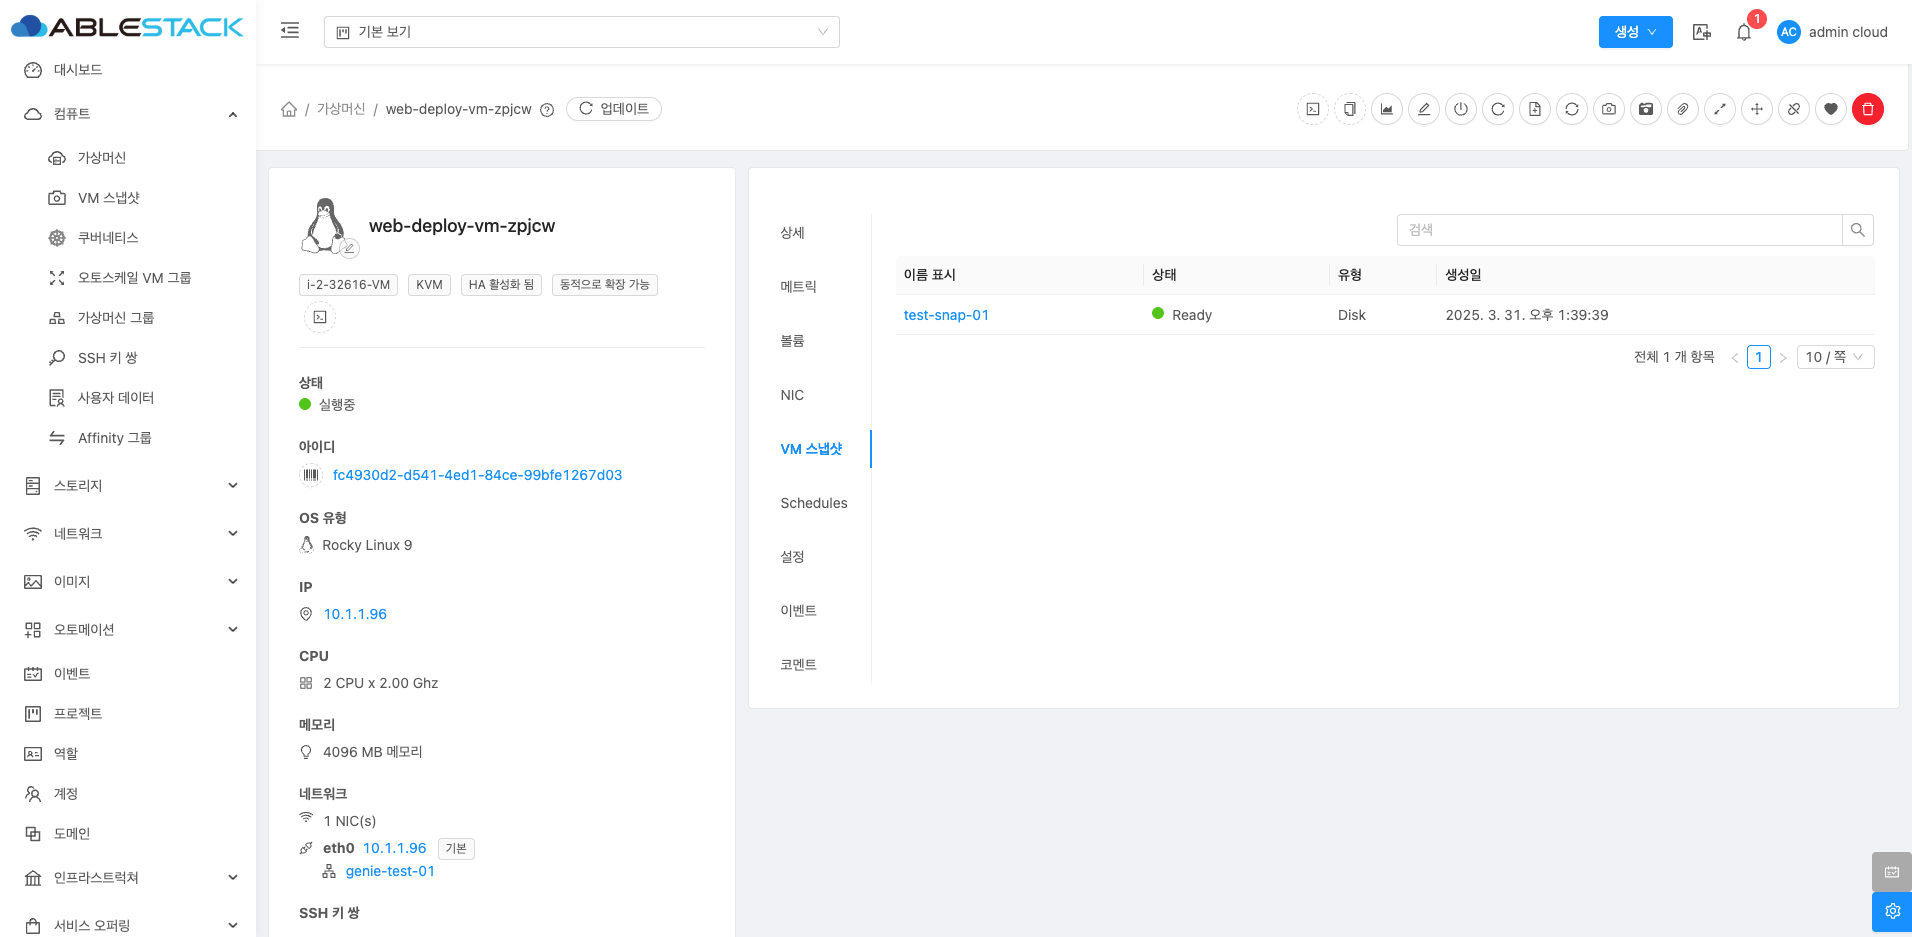 ABLESTACK
기본 보기
생성
1
AC
admin cloud
대시보드
컴퓨트
가상머신
VM 스냅샷
쿠버네티스
오토스케일 VM 그룹
가상머신 그룹
SSH 키 쌍
사용자 데이터
Affinity 그룹
스토리지
네트워크
이미지
오토메이션
이벤트
프로젝트
역할
계정
도메인
인프라스트럭쳐
서비스 오퍼링
/ 가상머신 / web-deploy-vm-zpjcw
업데이트
web-deploy-vm-zpjcw
i-2-32616-VM
KVM
HA 활성화 됨
동적으로 확장 가능
상태
실행중
아이디
fc4930d2-d541-4ed1-84ce-99bfe1267d03
OS 유형
Rocky Linux 9
IP
10.1.1.96
CPU
2 CPU x 2.00 Ghz
메모리
4096 MB 메모리
네트워크
1 NIC(s)
eth0 10.1.1.96 기본
genie-test-01
SSH 키 쌍
상세
메트릭
볼륨
NIC
VM 스냅샷
Schedules
설정
이벤트
코멘트
검색
이름 표시 상태 유형 생성일
test-snap-01 Ready Disk 2025. 3. 31. 오후 1:39:39
전체 1 개 항목 < 1 > 10 / 쪽